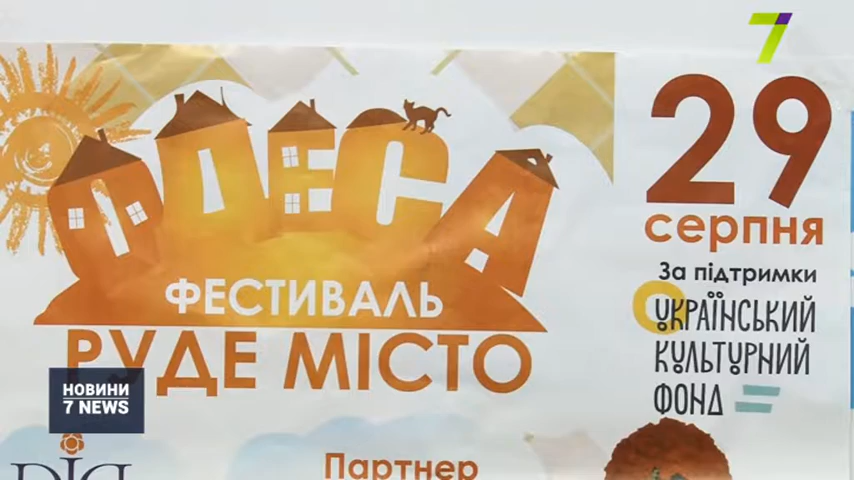 7
ОДЕСА
ФЕСТИВАЛЬ
РУДЕ МІСТО
29
серпня
За підтримки
УКРАЇНСЬКИЙ
КУЛЬТУРНИЙ
ФОНД
НОВИНИ
7 NEWS
Партнер